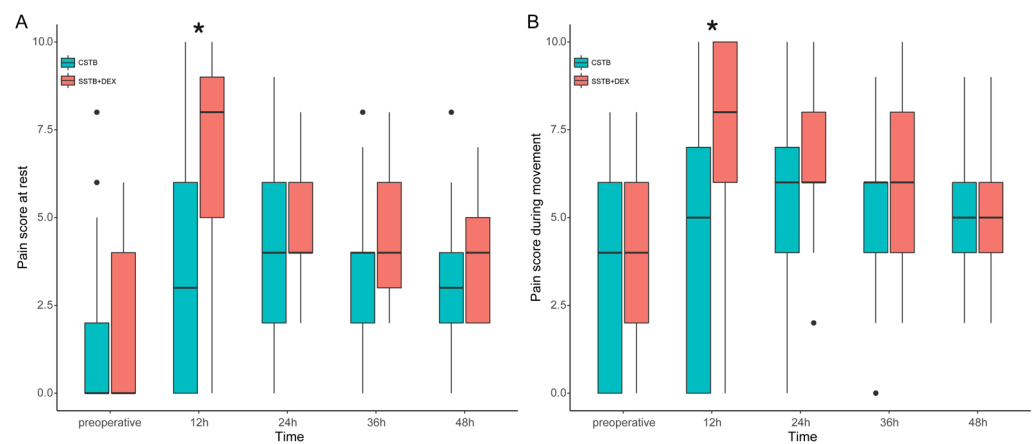 A
*
10.0
CSTB
SSTB+DEX
7.5
Pain score at rest
5.0
2.5
0.0
preoperative 12h 24h 36h 48h
Time
B
*
10.0
CSTB
SSTB+DEX
7.5
Pain score during movement
5.0
2.5
0.0
preoperative 12h 24h 36h 48h
Time